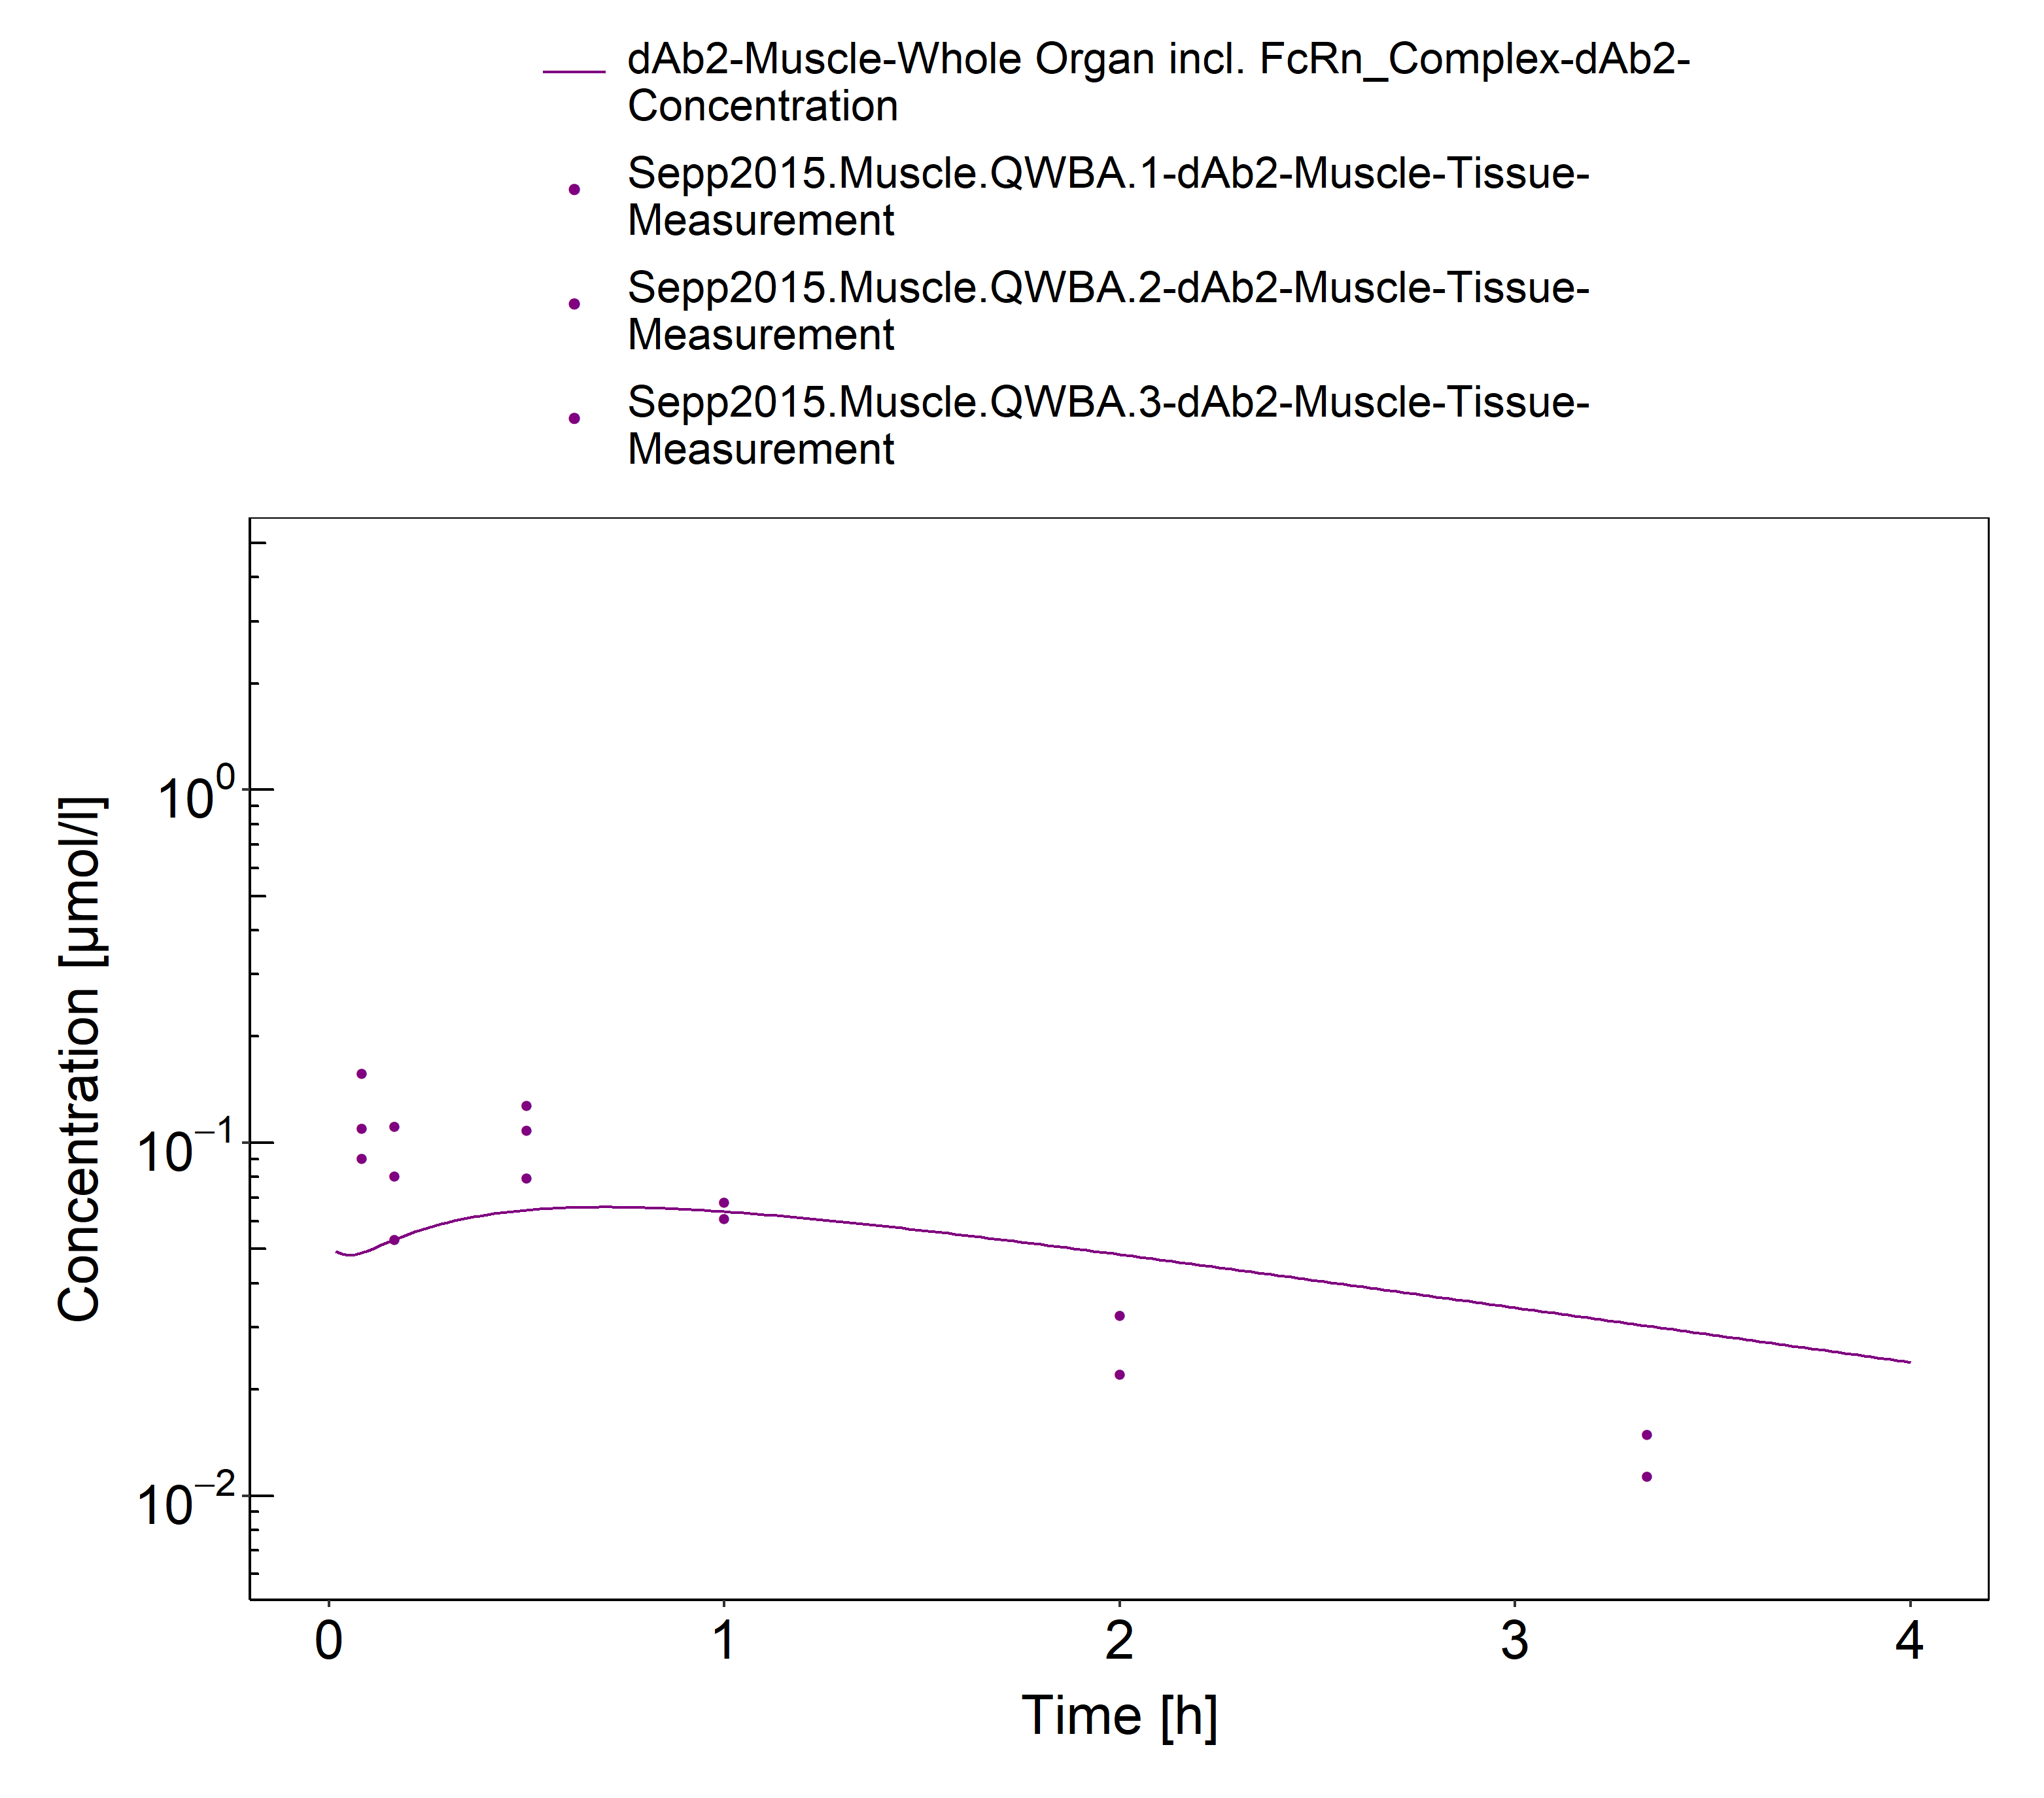 dAb2-Muscle-Whole Organ incl. FcRn_Complex-dAb2-
Concentration
Sepp2015.Muscle.QWBA.1-dAb2-Muscle-Tissue-
Measurement
Sepp2015.Muscle.QWBA.2-dAb2-Muscle-Tissue-
Measurement
Sepp2015.Muscle.QWBA.3-dAb2-Muscle-Tissue-
Measurement
Concentration [µmol/l]
10⁰
10⁻¹
10⁻²
0 1 2 3 4
Time [h]